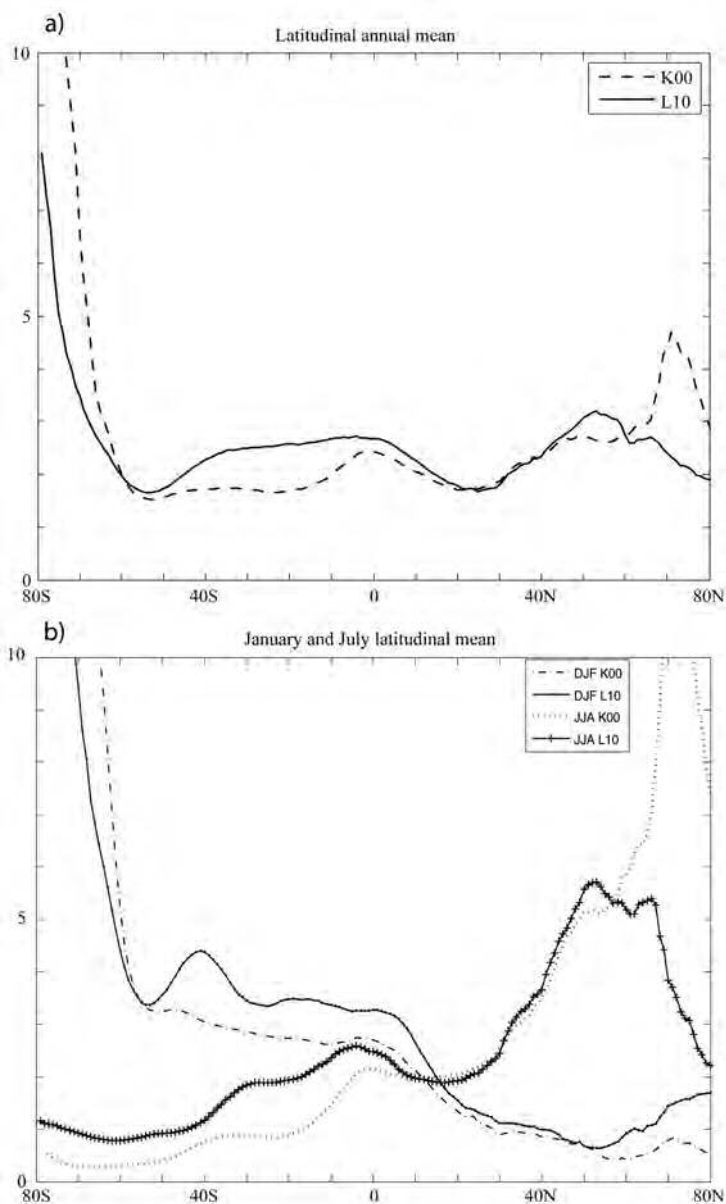 a)
Latitudinal annual mean
10
K00
L10
5
0
80S
40S
0
40N
80N
b)
January and July latitudinal mean
10
DJF K00
DJF L10
JJA K00
JJA L10
5
0
80S
40S
0
40N
80N